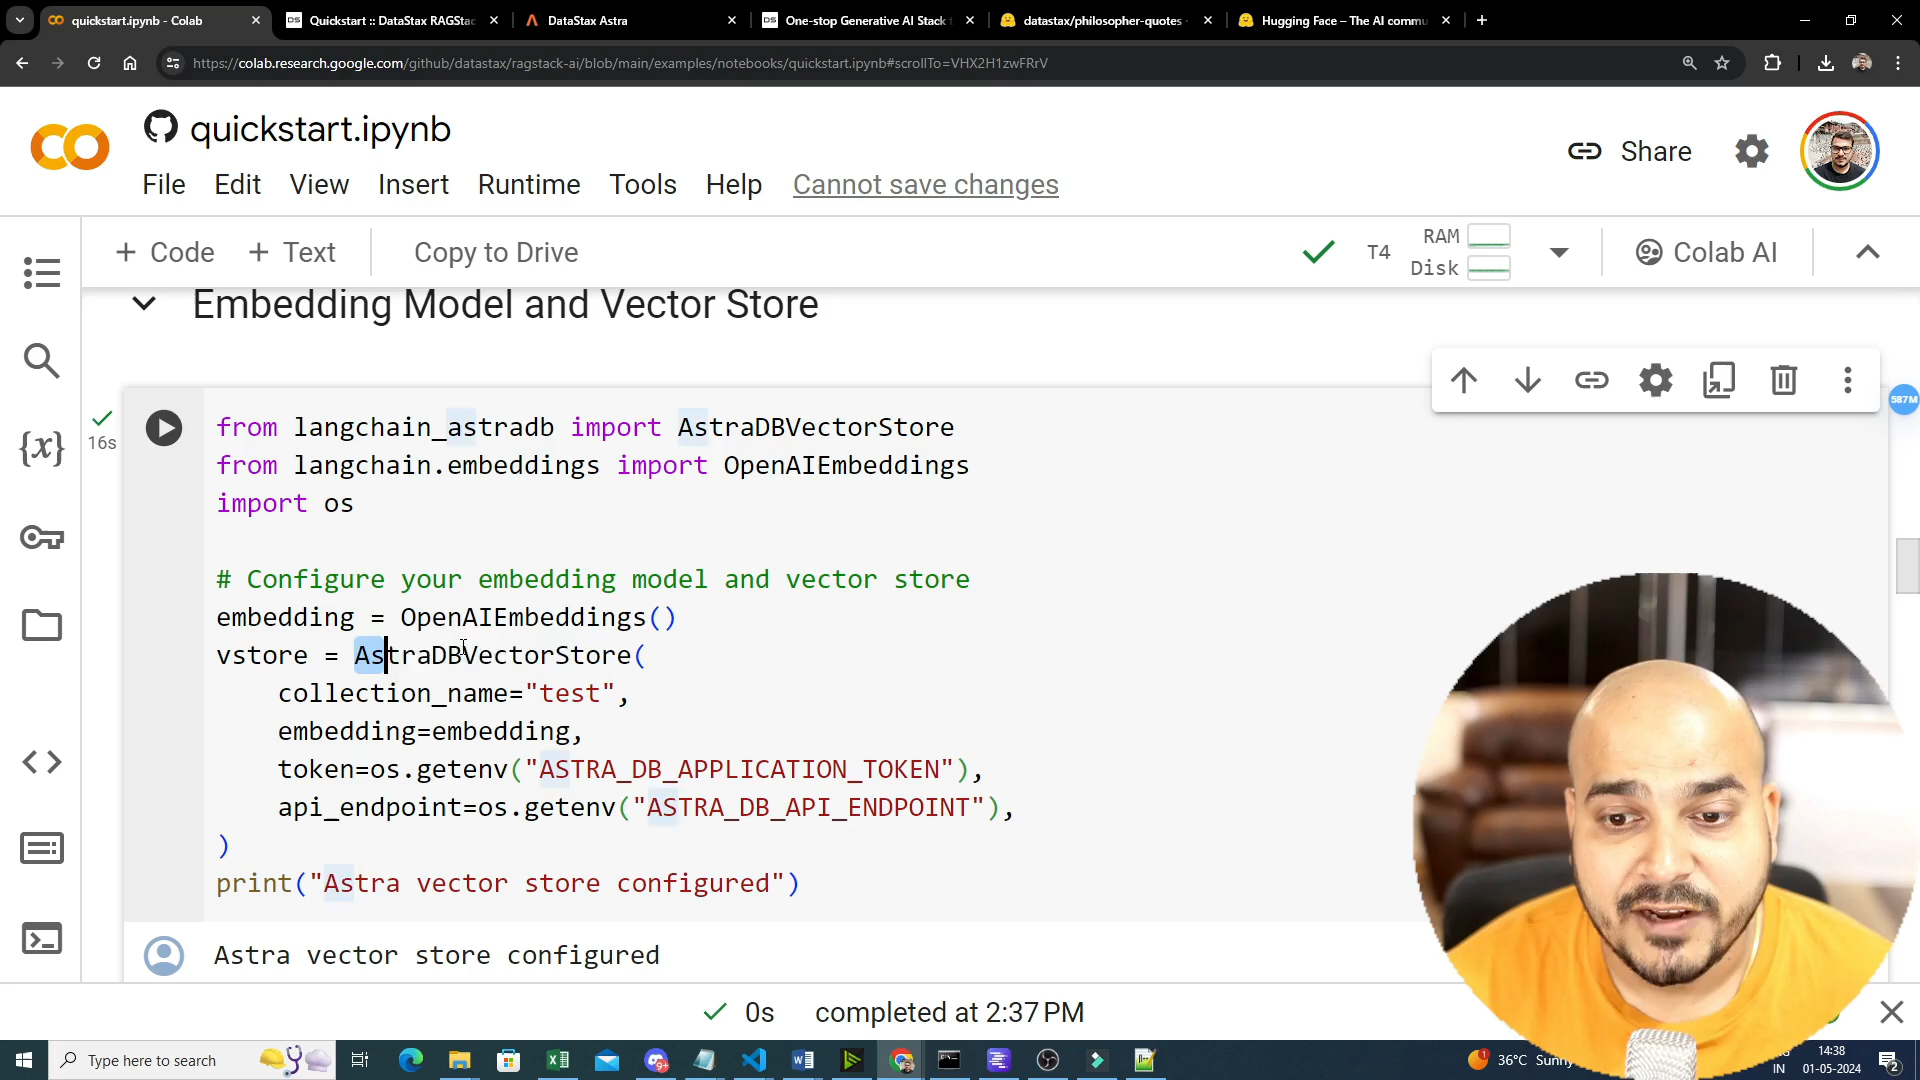 quickstart.ipynb - Colab
Quickstart :: DataStax RAGStac
DataStax Astra
One-stop Generative AI Stack
datastax/philosopher-quotes
Hugging Face – The AI commu
https://colab.research.google.com/github/datastax/ragstack-ai/blob/main/examples/notebooks/quickstart.ipynb#scrollTo=VHX2H1zwFRrV
quickstart.ipynb
Share
File Edit View Insert Runtime Tools Help Cannot save changes
+ Code + Text Copy to Drive
T4
RAM
Disk
Colab AI
Embedding Model and Vector Store
16s
587M
from langchain_astradb import AstraDBVectorStore
from langchain.embeddings import OpenAIEmbeddings
import os
# Configure your embedding model and vector store
embedding = OpenAIEmbeddings()
vstore = AstraDBVectorStore(
collection_name="test",
embedding=embedding,
token=os.getenv("ASTRA_DB_APPLICATION_TOKEN"),
api_endpoint=os.getenv("ASTRA_DB_API_ENDPOINT"),
)
print("Astra vector store configured")
Astra vector store configured
0s completed at 2:37 PM
Type here to search
36°C Sunny
14:38
IN
01-05-2024